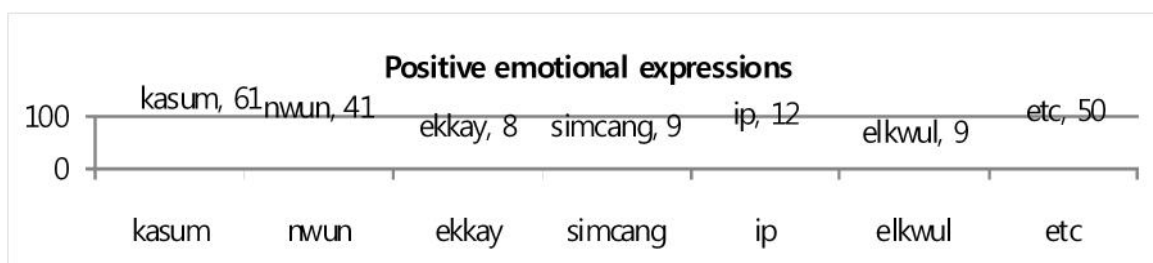 Positive emotional expressions
kasum, 61
nwun, 41
ekkay, 8
simcang, 9
ip, 12
elkwul, 9
etc, 50
100
0
kasum
nwun
ekkay
simcang
ip
elkwul
etc